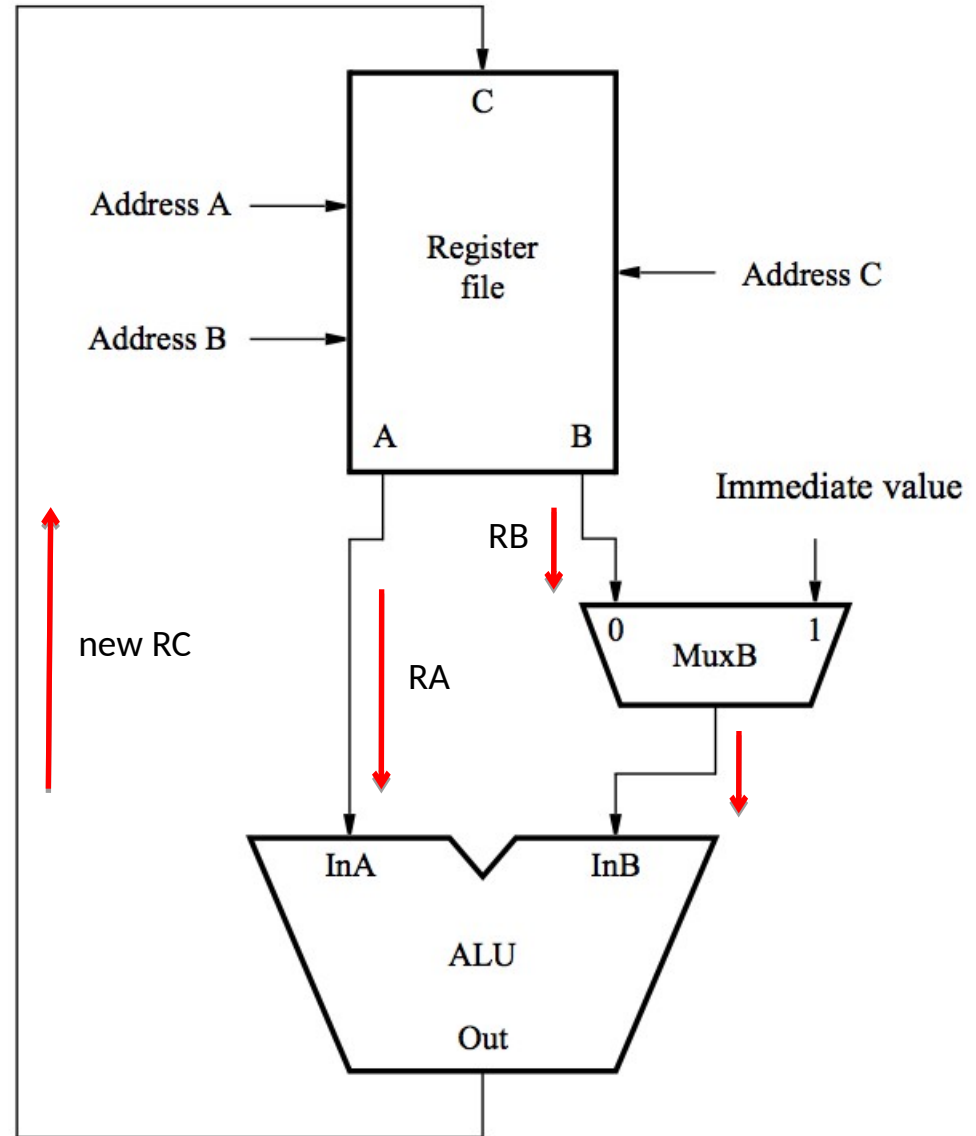 C
Address A
Register
file
Address C
Address B
A
B
Immediate value
RB
0
1
MuxB
new RC
RA
InA
InB
ALU
Out